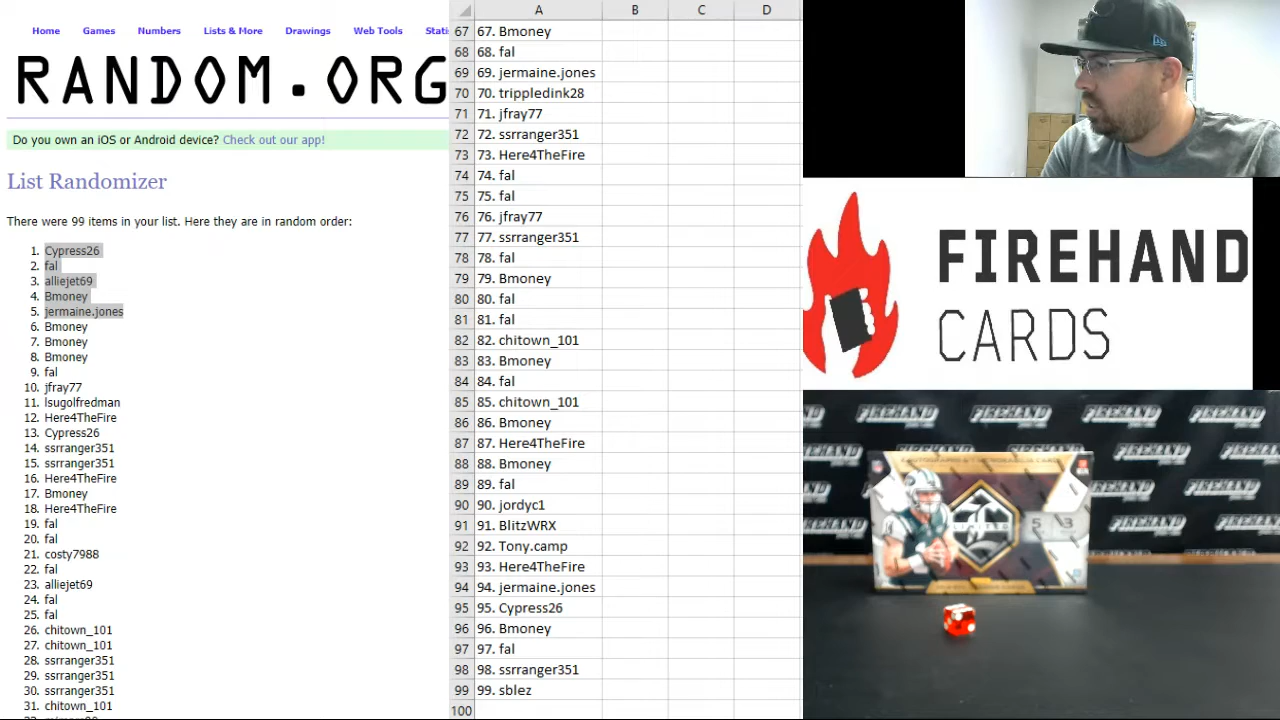 Home Games Numbers Lists & More Drawings Web Tools Stati
RANDOM.ORG
Do you own an iOS or Android device? Check out our app!
List Randomizer
There were 99 items in your list. Here they are in random order:
1. Cypress26
2. fal
3. alliejet69
4. Bmoney
5. jermaine.jones
6. Bmoney
7. Bmoney
8. Bmoney
9. fal
10. jfray77
11. lsugolfredman
12. Here4TheFire
13. Cypress26
14. ssrranger351
15. ssrranger351
16. Here4TheFire
17. Bmoney
18. Here4TheFire
19. fal
20. fal
21. costy7988
22. fal
23. alliejet69
24. fal
25. fal
26. chitown_101
27. chitown_101
28. ssrranger351
29. ssrranger351
30. ssrranger351
31. chitown_101
A B C D
67 67. Bmoney
68 68. fal
69 69. jermaine.jones
70 70. trippledink28
71 71. jfray77
72 72. ssrranger351
73 73. Here4TheFire
74 74. fal
75 75. fal
76 76. jfray77
77 77. ssrranger351
78 78. fal
79 79. Bmoney
80 80. fal
81 81. fal
82 82. chitown_101
83 83. Bmoney
84 84. fal
85 85. chitown_101
86 86. Bmoney
87 87. Here4TheFire
88 88. Bmoney
89 89. fal
90 90. jordyc1
91 91. BlitzWRX
92 92. Tony.camp
93 93. Here4TheFire
94 94. jermaine.jones
95 95. Cypress26
96 96. Bmoney
97 97. fal
98 98. ssrranger351
99 99. sblez
100
FIREHAND
CARDS
FIREHAND FIREHAND FIREHAND FIREHAND
LIMITED
5 3